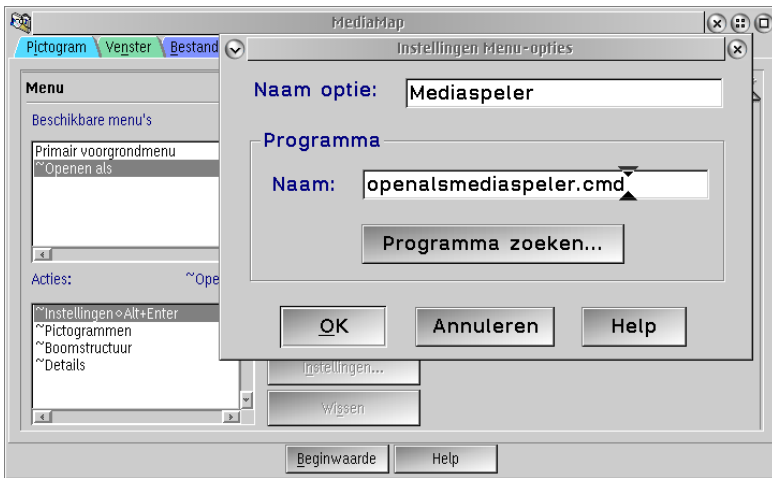 MediaMap
Pictogram Venster Bestand
Instellingen Menu-opties
Menu
Beschikbare menu's
Primair voorgrondmenu
~Openen als
Naam optie: Mediaspeler
Programma
Naam: openalsmediaspeler.cmd
Programma zoeken...
OK Annuleren Help
Acties: ~Ope
~Instellingen◇Alt+Enter
~Pictogrammen
~Boomstructuur
~Details
Instellingen...
Wissen
Beginwaarde Help